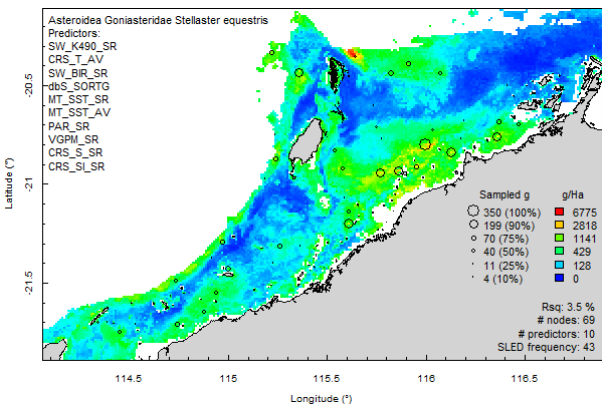 Asteroidea Goniasteridae Stellaster equestris
Predictors:
SW_K490_SR
CRS_T_AV
SW_BIR_SR
dbS_SORTG
MT_SST_SR
MT_SST_AV
PAR_SR
VGPM_SR
CRS_S_SR
CRS_SI_SR
-20.5
-21
-21.5
Latitude (°)
Sampled g
350 (100%)
199 (90%)
70 (75%)
40 (50%)
11 (25%)
4 (10%)
g/Ha
6775
2818
1141
429
128
0
Rsq: 3.5 %
# nodes: 69
# predictors: 10
SLED frequency: 43
114.5 115 115.5 116 116.5
Longitude (°)